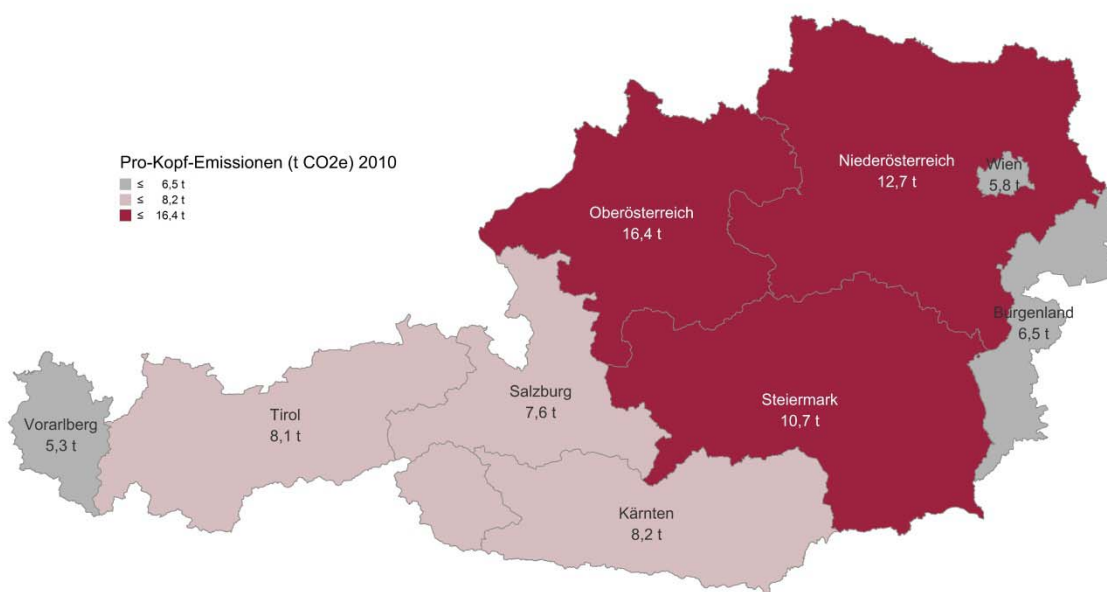 Pro-Kopf-Emissionen (t CO2e) 2010
≤ 6,5 t
≤ 8,2 t
≤ 16,4 t
Niederösterreich
12,7 t
Wien
5,8 t
Oberösterreich
16,4 t
Burgenland
6,5 t
Salzburg
7,6 t
Steiermark
10,7 t
Tirol
8,1 t
Vorarlberg
5,3 t
Kärnten
8,2 t